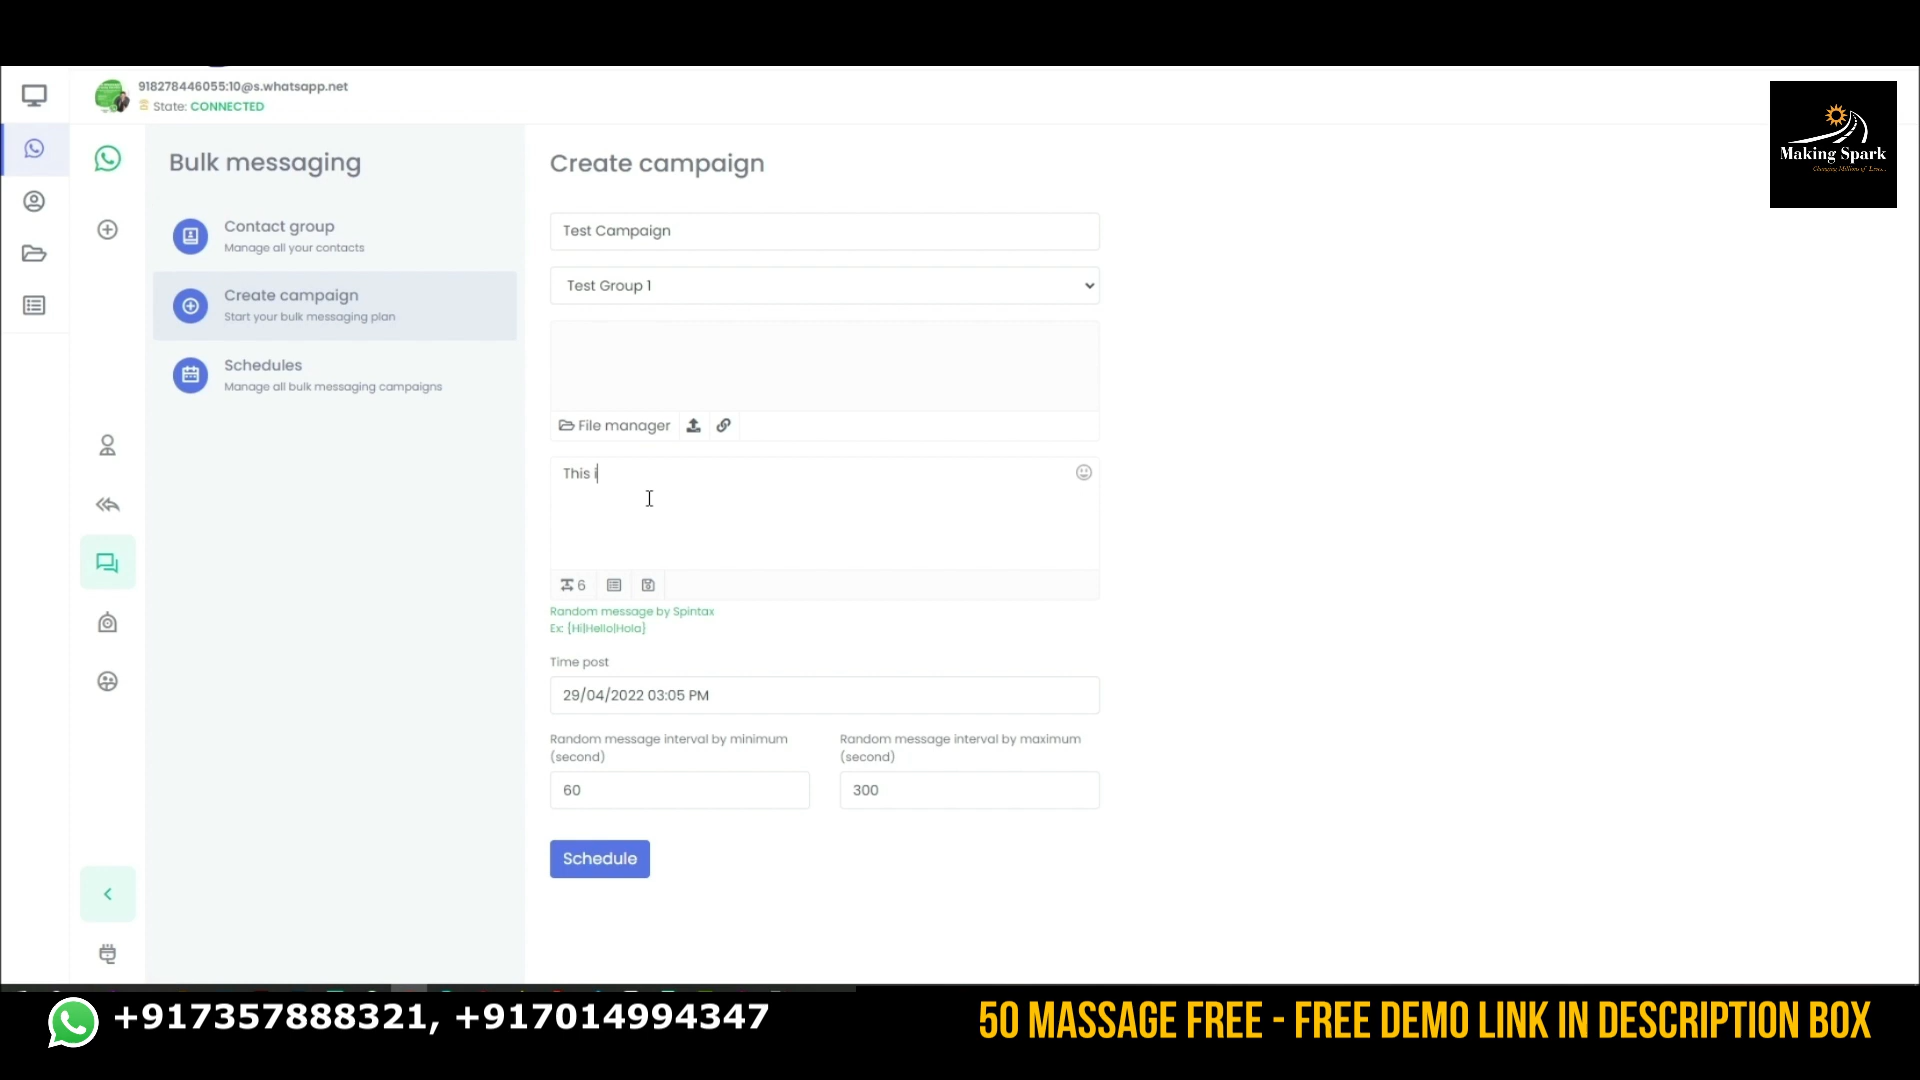 918278446055:10@s.whatsapp.net
State: CONNECTED
Making Spark
Bulk messaging
Contact group
Manage all your contacts
Create campaign
Start your bulk messaging plan
Schedules
Manage all bulk messaging campaigns
Create campaign
Test Campaign
Test Group 1
File manager
This i
6
Random message by Spintax
Ex: {Hi|Hello|Hola}
Time post
29/04/2022 03:05 PM
Random message interval by minimum
(second)
60
Random message interval by maximum
(second)
300
Schedule
+917357888321, +917014994347
50 MASSAGE FREE - FREE DEMO LINK IN DESCRIPTION BOX